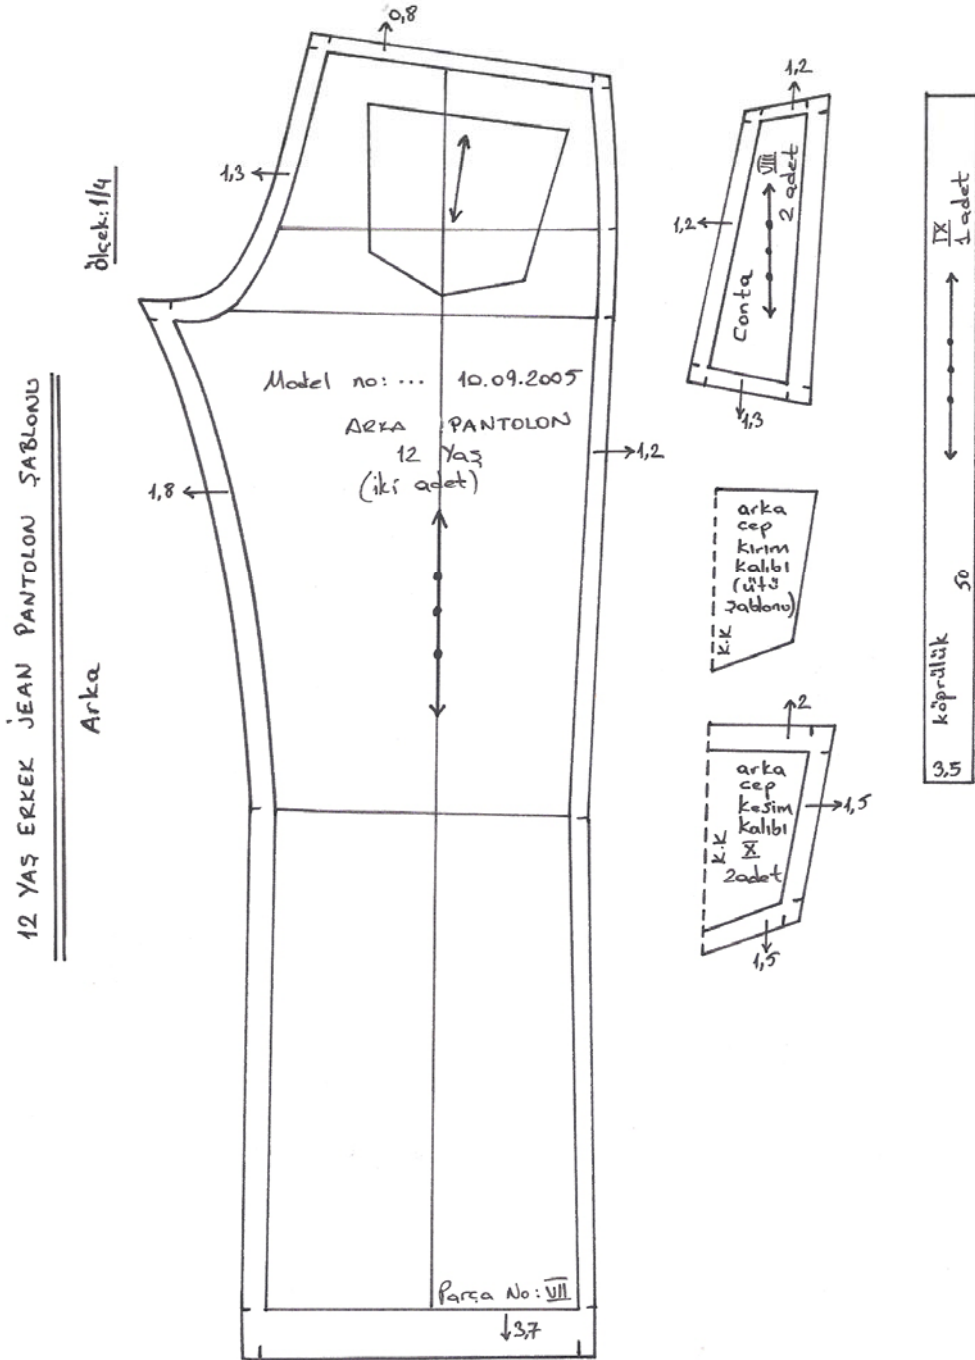 12 YAŞ ERKEK JEAN PANTOLON ŞABLONU
Arka
Ölçek: 1/4
0,8
1,3
1,8
1,2
Model no: ... 10.09.2005
ARKA PANTOLON
12 Yaş
(iki adet)
Parça No: VII
3,7
1,2
1,2
Conta
VIII
2 adet
1,3
arka
cep
kırım
kalıbı
(ütü
şablonu)
K.K
2
arka
cep
kesim
kalıbı
X
2adet
K.K
1,5
1,5
IX
1 adet
50
köprülük
3,5